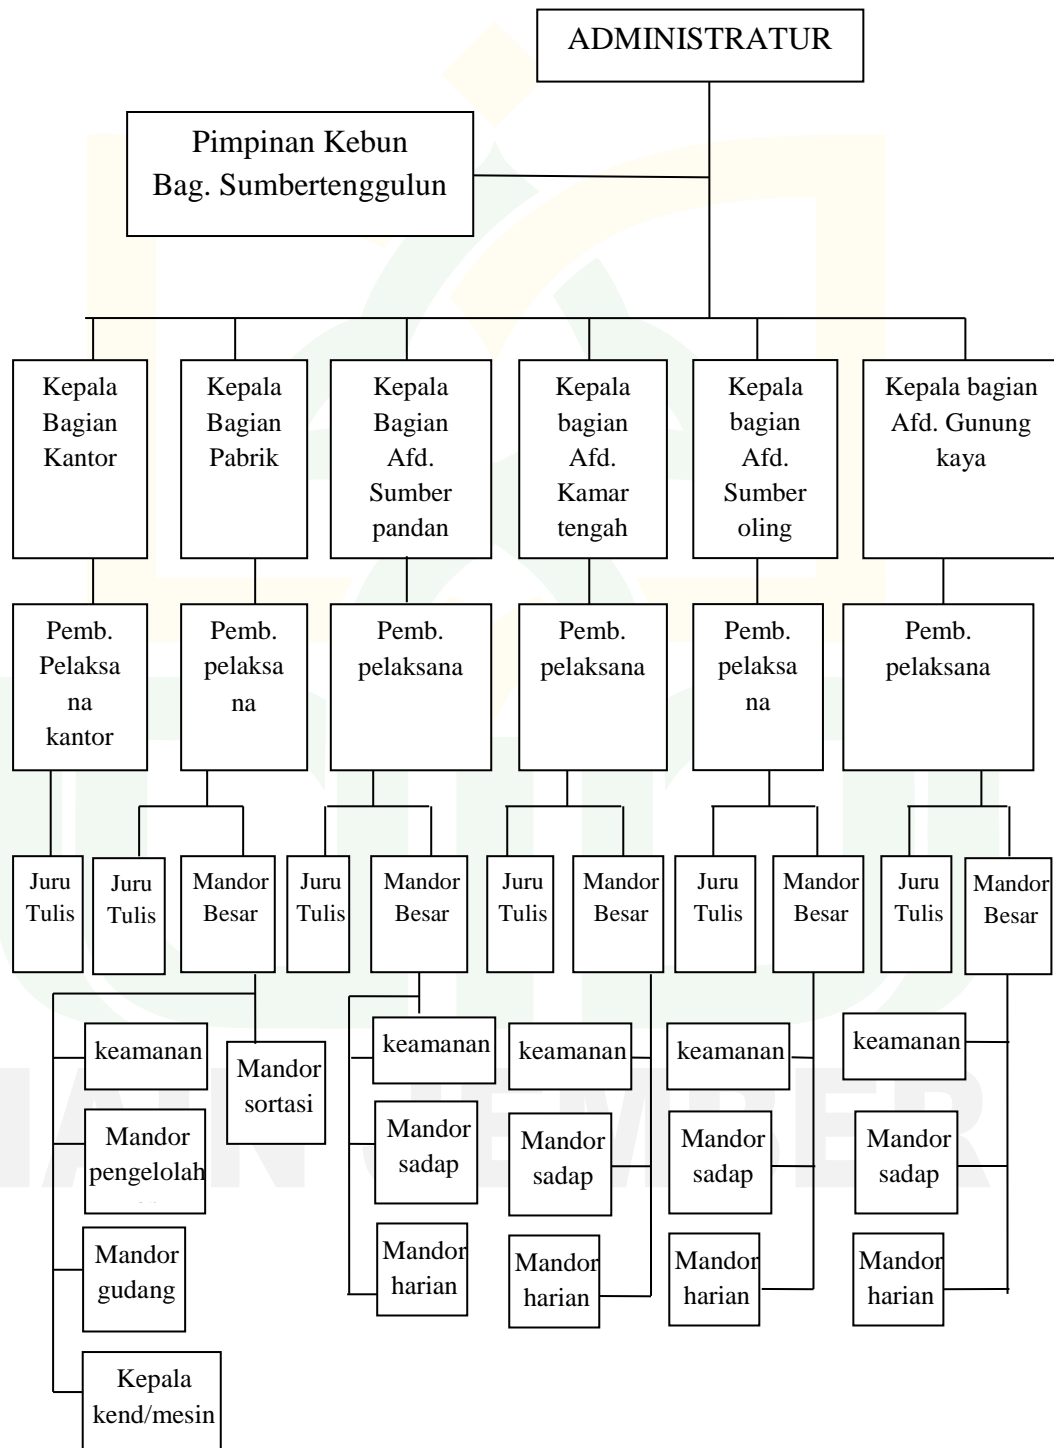 ADMINISTRATUR
Pimpinan Kebun
Bag. Sumbertenggulun
Kepala
Bagian
Kantor
Kepala
Bagian
Pabrik
Kepala
Bagian
Afd.
Sumber
pandan
Kepala
bagian
Afd.
Kamar
tengah
Kepala
bagian
Afd.
Sumber
oling
Kepala bagian
Afd. Gunung
kaya
Pemb.
Pelaksa
na
kantor
Pemb.
pelaksa
na
Pemb.
pelaksana
Pemb.
pelaksana
Pemb.
pelaksa
na
Pemb.
pelaksana
Juru
Tulis
Juru
Tulis
Mandor
Besar
Juru
Tulis
Mandor
Besar
Juru
Tulis
Mandor
Besar
Juru
Tulis
Mandor
Besar
Juru
Tulis
Mandor
Besar
keamanan
Mandor
sortasi
keamanan
keamanan
keamanan
keamanan
Mandor
pengelolah
Mandor
sadap
Mandor
sadap
Mandor
sadap
Mandor
sadap
Mandor
gudang
Mandor
harian
Mandor
harian
Mandor
harian
Mandor
harian
Kepala
kend/mesin
IAIN JEMBER